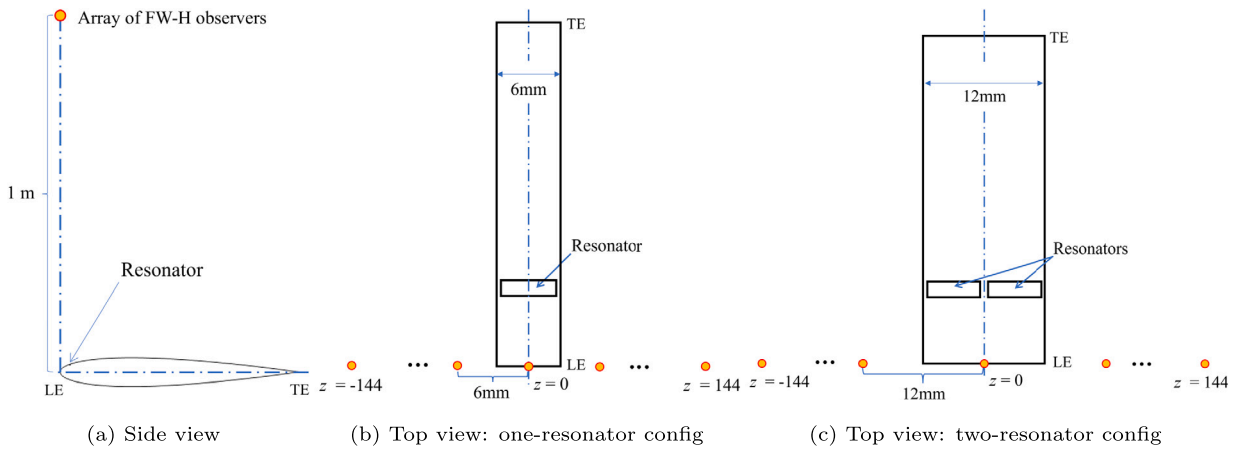 Array of FW-H observers
1 m
Resonator
LE
TE
(a) Side view
TE
6mm
Resonator
LE
...
...
z = -144
6mm
z = 0
z = 144
(b) Top view: one-resonator config
TE
12mm
Resonators
LE
...
...
z = -144
12mm
z = 0
z = 144
(c) Top view: two-resonator config